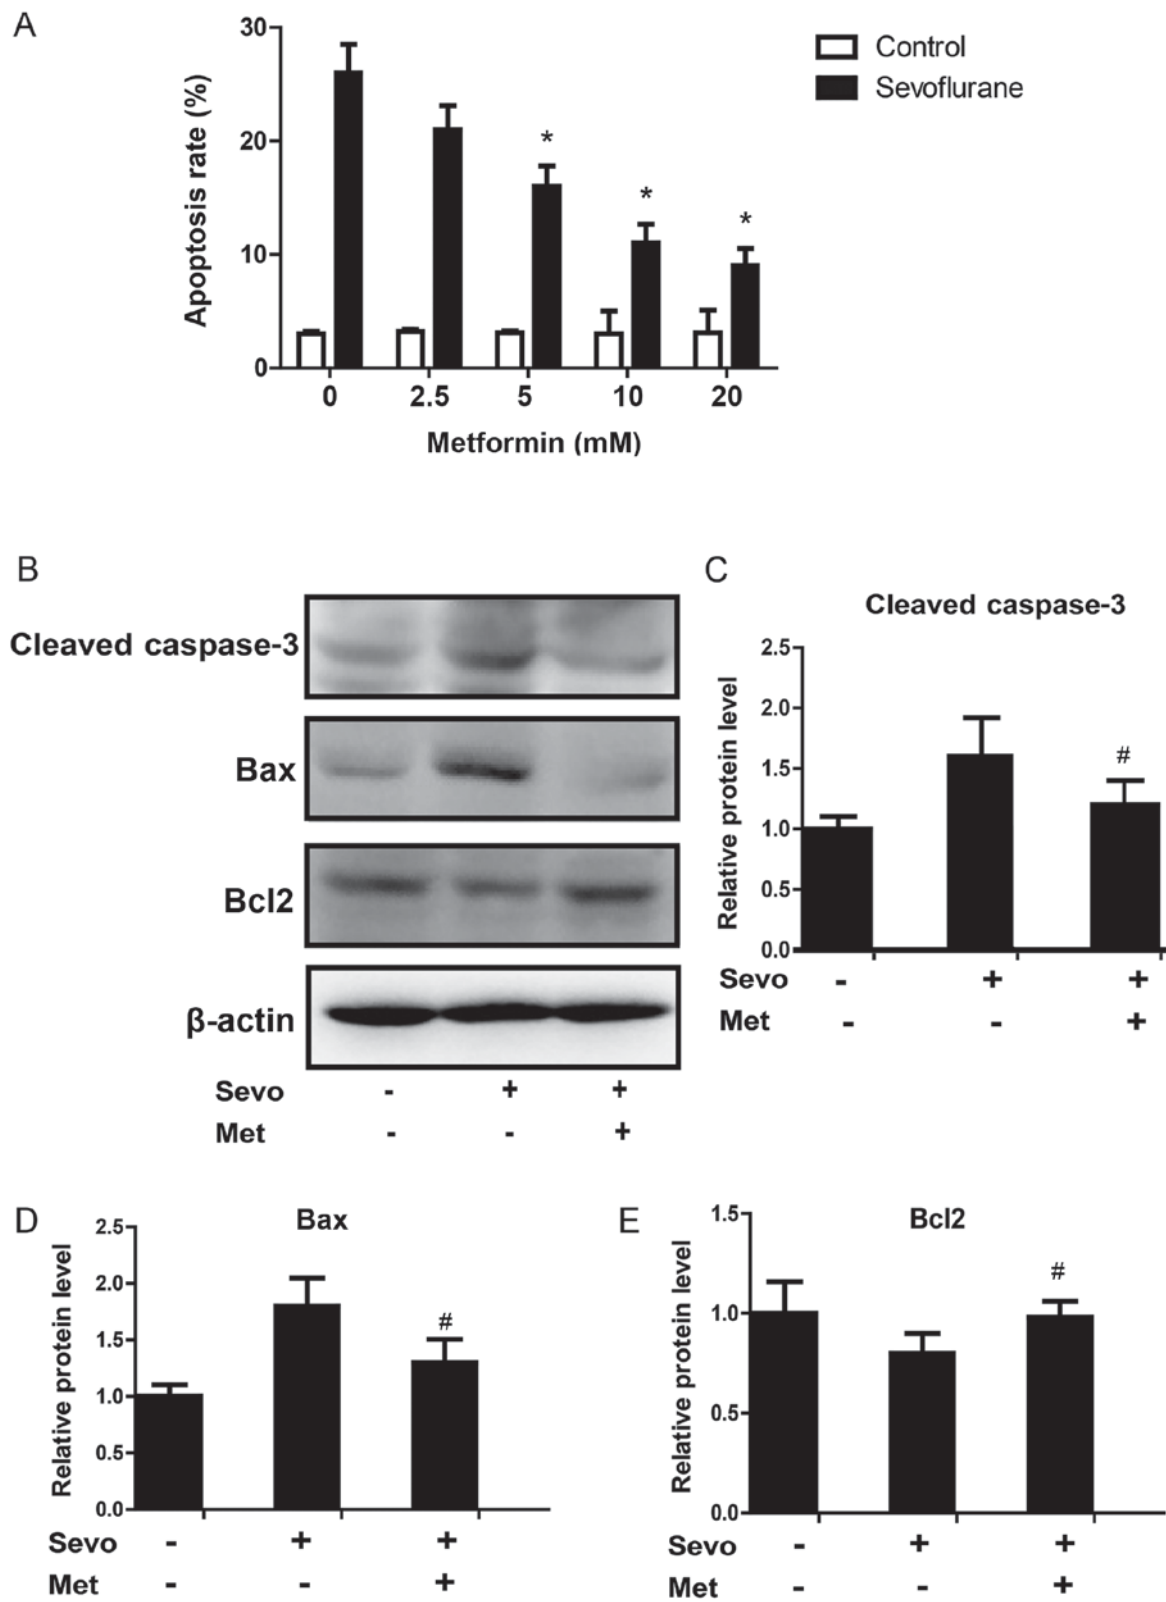 A
30
20
10
0
Apoptosis rate (%)
Control
Sevoflurane
*
*
*
0 2.5 5 10 20
Metformin (mM)
B
Cleaved caspase-3
Bax
Bcl2
β-actin
Sevo - + +
Met - - +
C
Cleaved caspase-3
2.5
2.0
1.5
1.0
0.5
0.0
Relative protein level
#
Sevo - + +
Met - - +
D
Bax
2.5
2.0
1.5
1.0
0.5
0.0
Relative protein level
#
Sevo - + +
Met - - +
E
Bcl2
1.5
1.0
0.5
0.0
Relative protein level
#
Sevo - + +
Met - - +